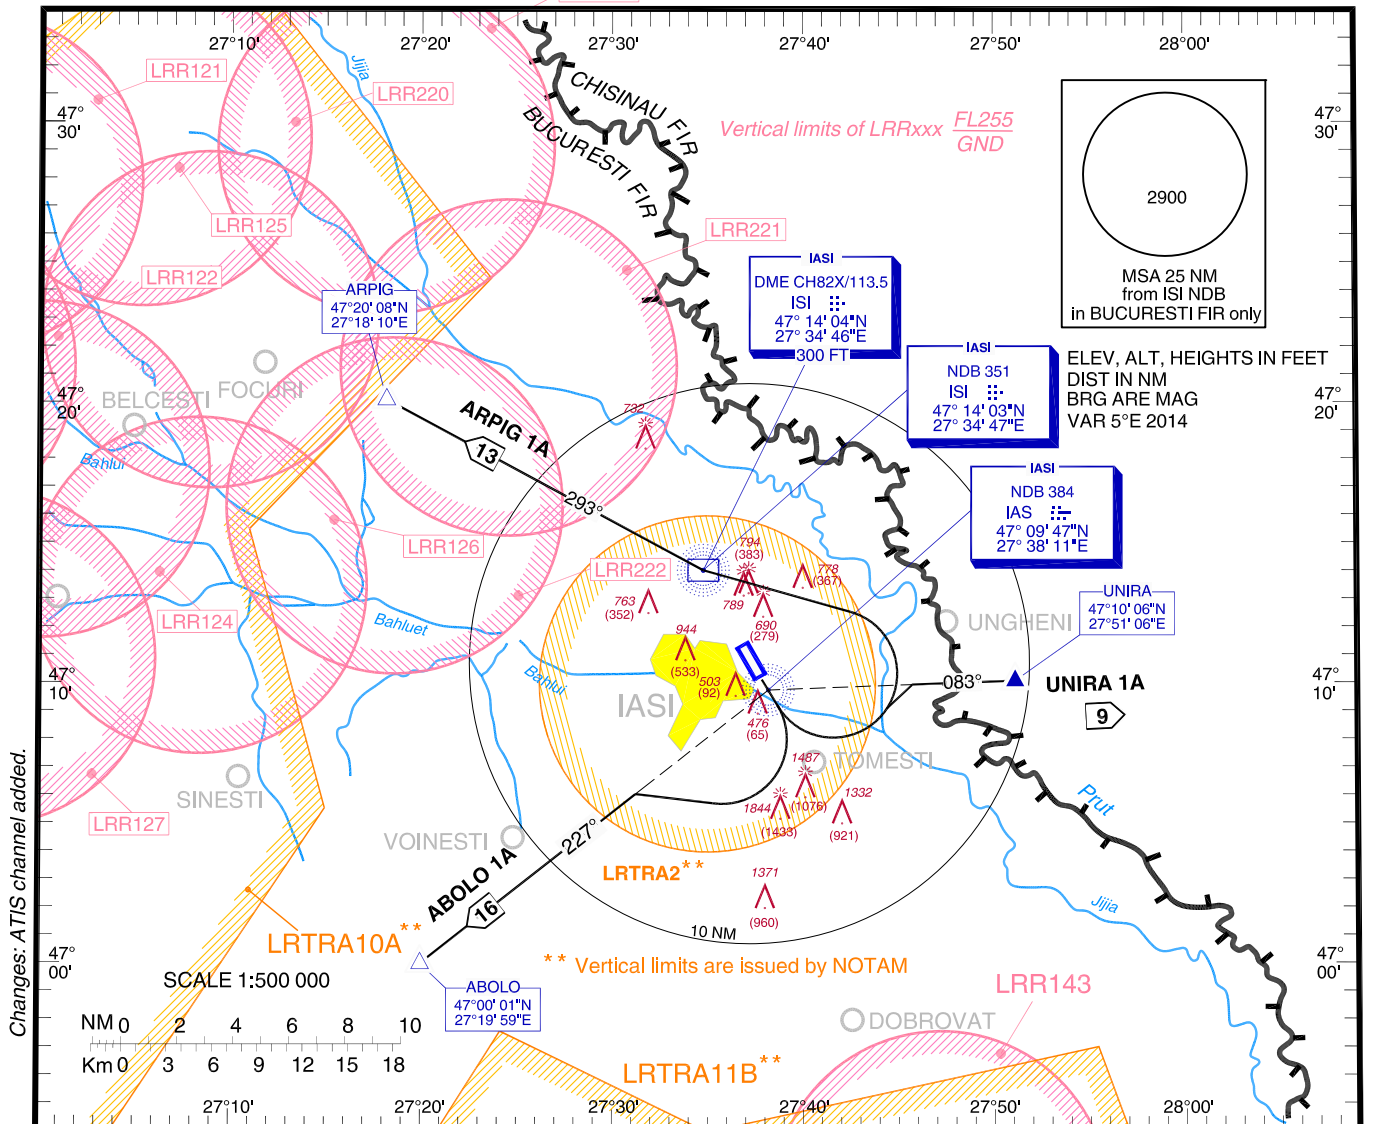 27°10'
27°20'
27°30'
27°40'
27°50'
28°00'
47°
30'
47°
30'
LRR121
LRR220
Jijia
CHISINAU FIR
BUCURESTI FIR
Vertical limits of LRRxxx FL255
GND
2900
MSA 25 NM
from ISI NDB
in BUCURESTI FIR only
LRR125
LRR122
LRR221
ARPIG
47°20' 08"N
27°18' 10"E
IASI
DME CH82X/113.5
ISI
47° 14' 04"N
27° 34' 46"E
300 FT
IASI
NDB 351
ISI
47° 14' 03"N
27° 34' 47"E
ELEV, ALT, HEIGHTS IN FEET
DIST IN NM
BRG ARE MAG
VAR 5°E 2014
BELCESTI
FOCURI
47°
20'
47°
20'
732
ARPIG 1A
13
293°
Bahlui
IASI
NDB 384
IAS
47° 09' 47"N
27° 38' 11"E
LRR126
LRR222
LRR124
794
(383)
789
778
(367)
763
(352)
690
(279)
944
(533)
503
(92)
476
(65)
Bahluet
Bahlui
IASI
UNGHENI
UNIRA
47°10' 06"N
27°51' 06"E
083°
UNIRA 1A
9
47°
10'
47°
10'
TOMESTI
1487
(1076)
1844
(1433)
1332
(921)
1371
(960)
SINESTI
LRR127
VOINESTI
227°
ABOLO 1A
16
LRTRA2**
LRTRA10A**
Prut
Jijia
10 NM
** Vertical limits are issued by NOTAM
47°
00'
47°
00'
SCALE 1:500 000
NM 0 2 4 6 8 10
Km 0 3 6 9 12 15 18
ABOLO
47°00' 01"N
27°19' 59"E
LRR143
DOBROVAT
LRTRA11B**
27°10'
27°20'
27°30'
27°40'
27°50'
28°00'
Changes: ATIS channel added.